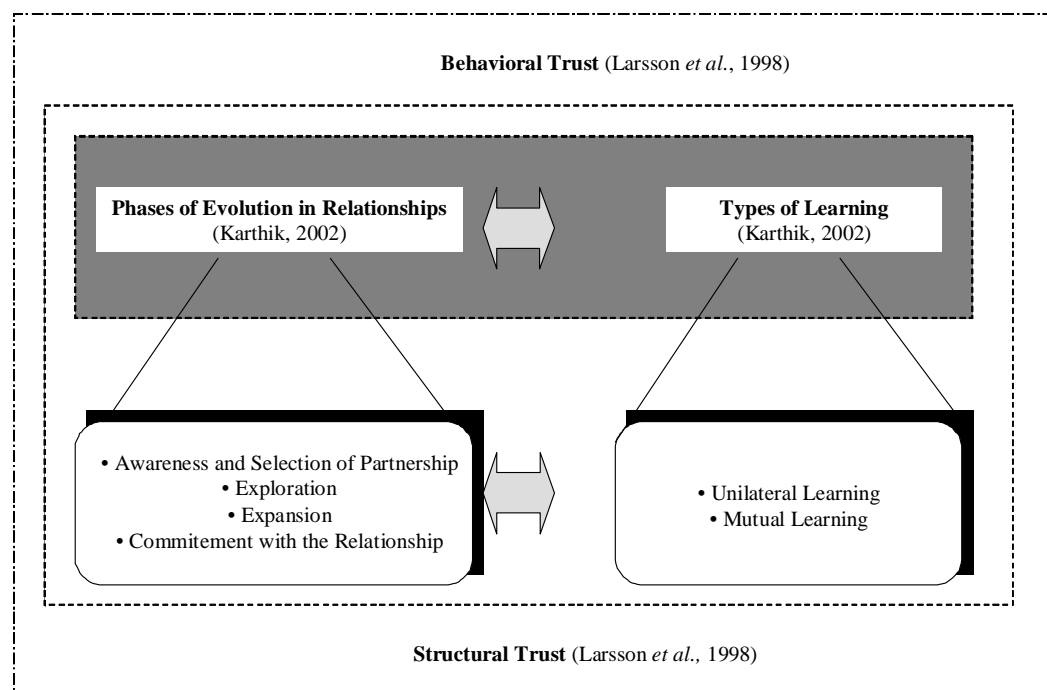 Behavioral Trust (Larsson et al., 1998)
Phases of Evolution in Relationships
(Karthik, 2002)
Types of Learning
(Karthik, 2002)
• Awareness and Selection of Partnership
• Exploration
• Expansion
• Commitement with the Relationship
• Unilateral Learning
• Mutual Learning
Structural Trust (Larsson et al., 1998)